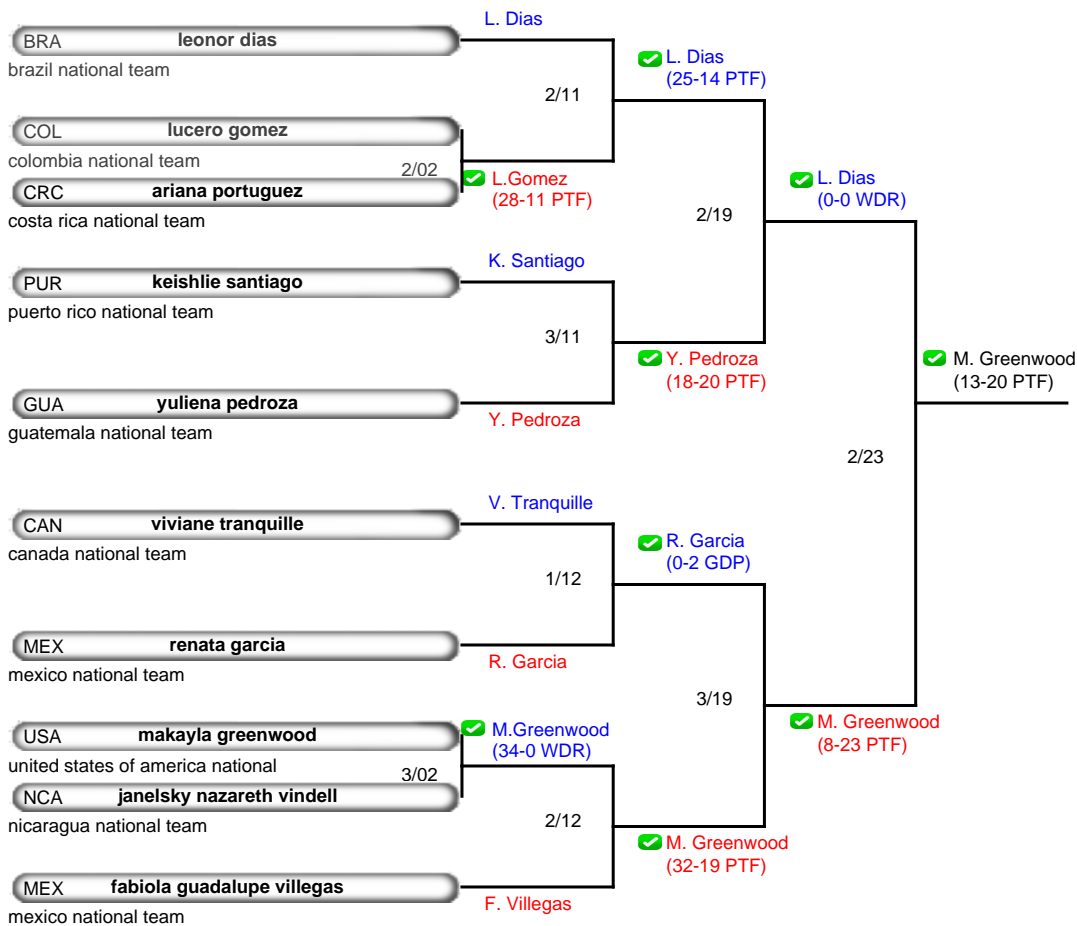 L. Dias
BRA leonor dias
brazil national team
L. Dias
(25-14 PTF)
2/11
COL lucero gomez
colombia national team
2/02
L.Gomez
(28-11 PTF)
CRC ariana portuguez
costa rica national team
L. Dias
(0-0 WDR)
2/19
K. Santiago
PUR keishlie santiago
puerto rico national team
3/11
Y. Pedroza
(18-20 PTF)
M. Greenwood
(13-20 PTF)
GUA yuliena pedroza
Y. Pedroza
guatemala national team
2/23
V. Tranquille
CAN viviane tranquille
canada national team
R. Garcia
(0-2 GDP)
1/12
MEX renata garcia
R. Garcia
mexico national team
3/19
M. Greenwood
(8-23 PTF)
USA makayla greenwood
M.Greenwood
(34-0 WDR)
united states of america national
3/02
NCA janelsky nazareth vindell
nicaragua national team
2/12
M. Greenwood
(32-19 PTF)
MEX fabiola guadalupe villegas
F. Villegas
mexico national team